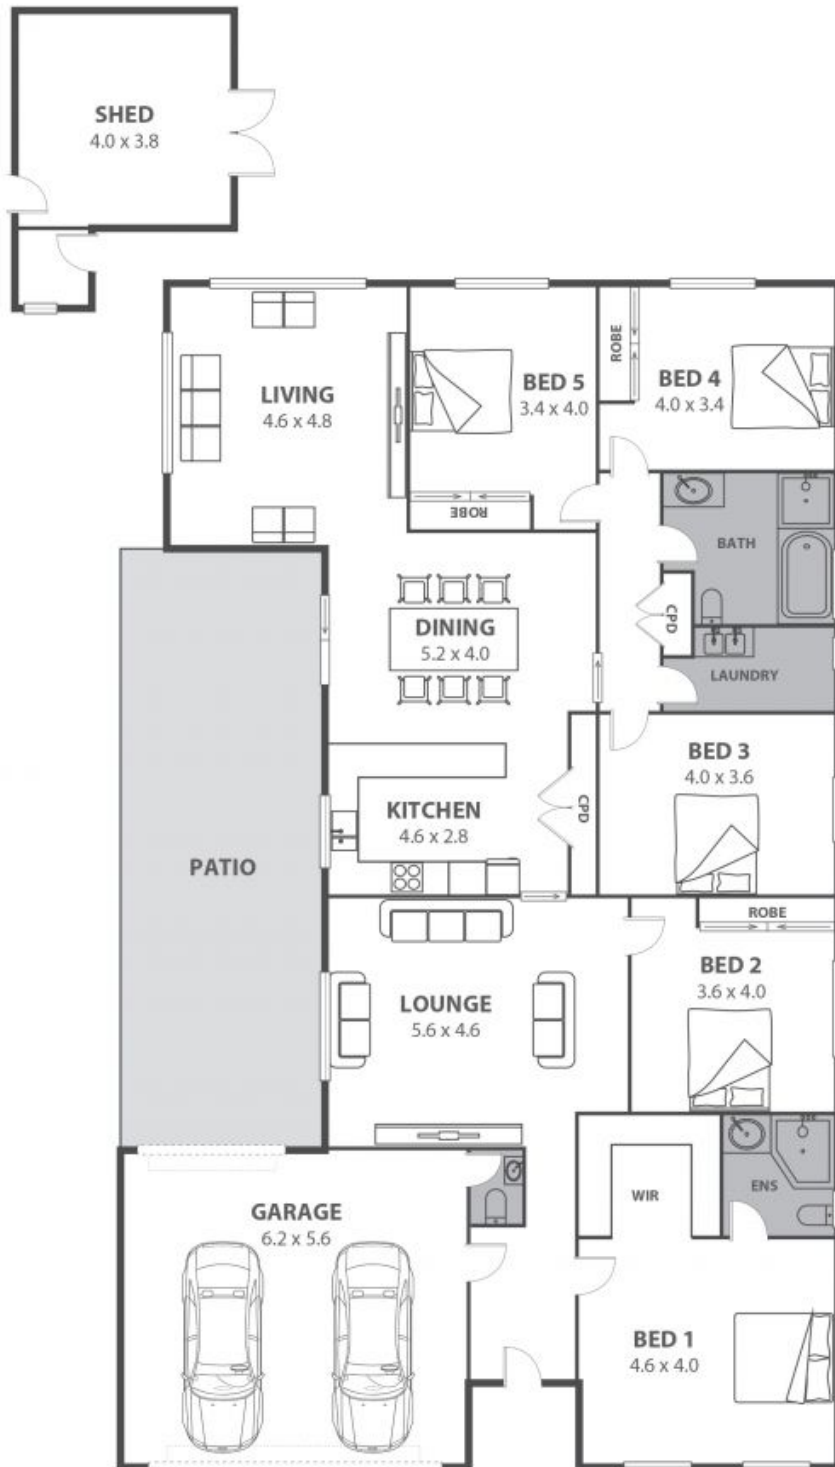 SHED
4.0 x 3.8
LIVING
4.6 x 4.8
BED 5
3.4 x 4.0
ROBE
ROBE
BED 4
4.0 x 3.4
BATH
CPD
LAUNDRY
DINING
5.2 x 4.0
BED 3
4.0 x 3.6
KITCHEN
4.6 x 2.8
CPD
PATIO
ROBE
BED 2
3.6 x 4.0
LOUNGE
5.6 x 4.6
GARAGE
6.2 x 5.6
WIR
ENS
BED 1
4.6 x 4.0